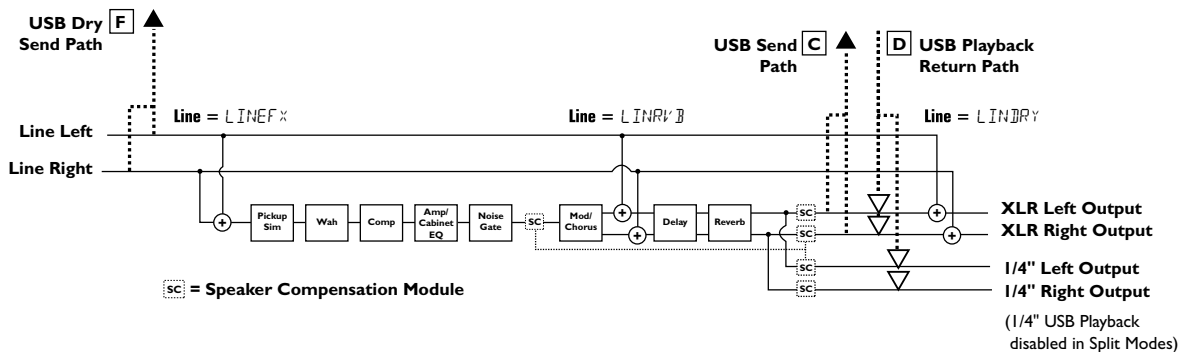 USB Dry F
Send Path
USB Send C D USB Playback
Path Return Path
Line = LINEFX Line = LINRVB Line = LINDRY
Line Left
Line Right
Pickup
Sim
Wah
Comp
Amp/
Cabinet
EQ
Noise
Gate
SC
Mod/
Chorus
Delay
Reverb
SC
SC
SC
SC
XLR Left Output
XLR Right Output
1/4" Left Output
1/4" Right Output
(1/4" USB Playback
disabled in Split Modes)
SC = Speaker Compensation Module